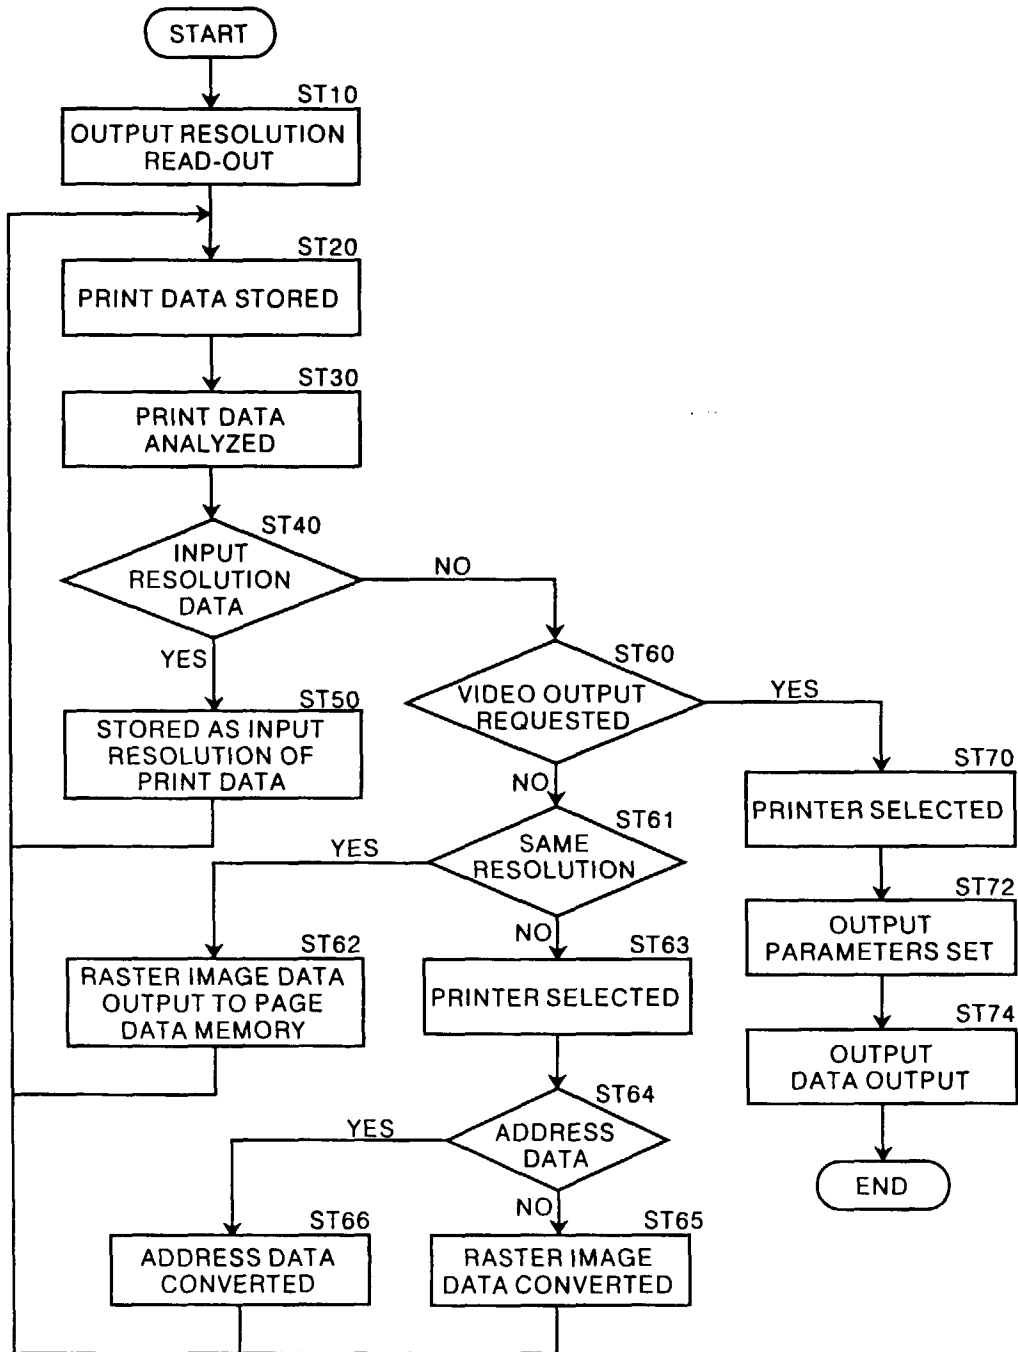 START
ST10
OUTPUT RESOLUTION
READ-OUT
ST20
PRINT DATA STORED
ST30
PRINT DATA
ANALYZED
ST40
INPUT
RESOLUTION
DATA
NO
YES
ST50
STORED AS INPUT
RESOLUTION OF
PRINT DATA
ST60
VIDEO OUTPUT
REQUESTED
YES
NO
ST61
SAME
RESOLUTION
YES
NO
ST62
RASTER IMAGE DATA
OUTPUT TO PAGE
DATA MEMORY
ST63
PRINTER SELECTED
ST64
ADDRESS
DATA
YES
NO
ST66
ADDRESS DATA
CONVERTED
ST65
RASTER IMAGE
DATA CONVERTED
ST70
PRINTER SELECTED
ST72
OUTPUT
PARAMETERS SET
ST74
OUTPUT
DATA OUTPUT
END